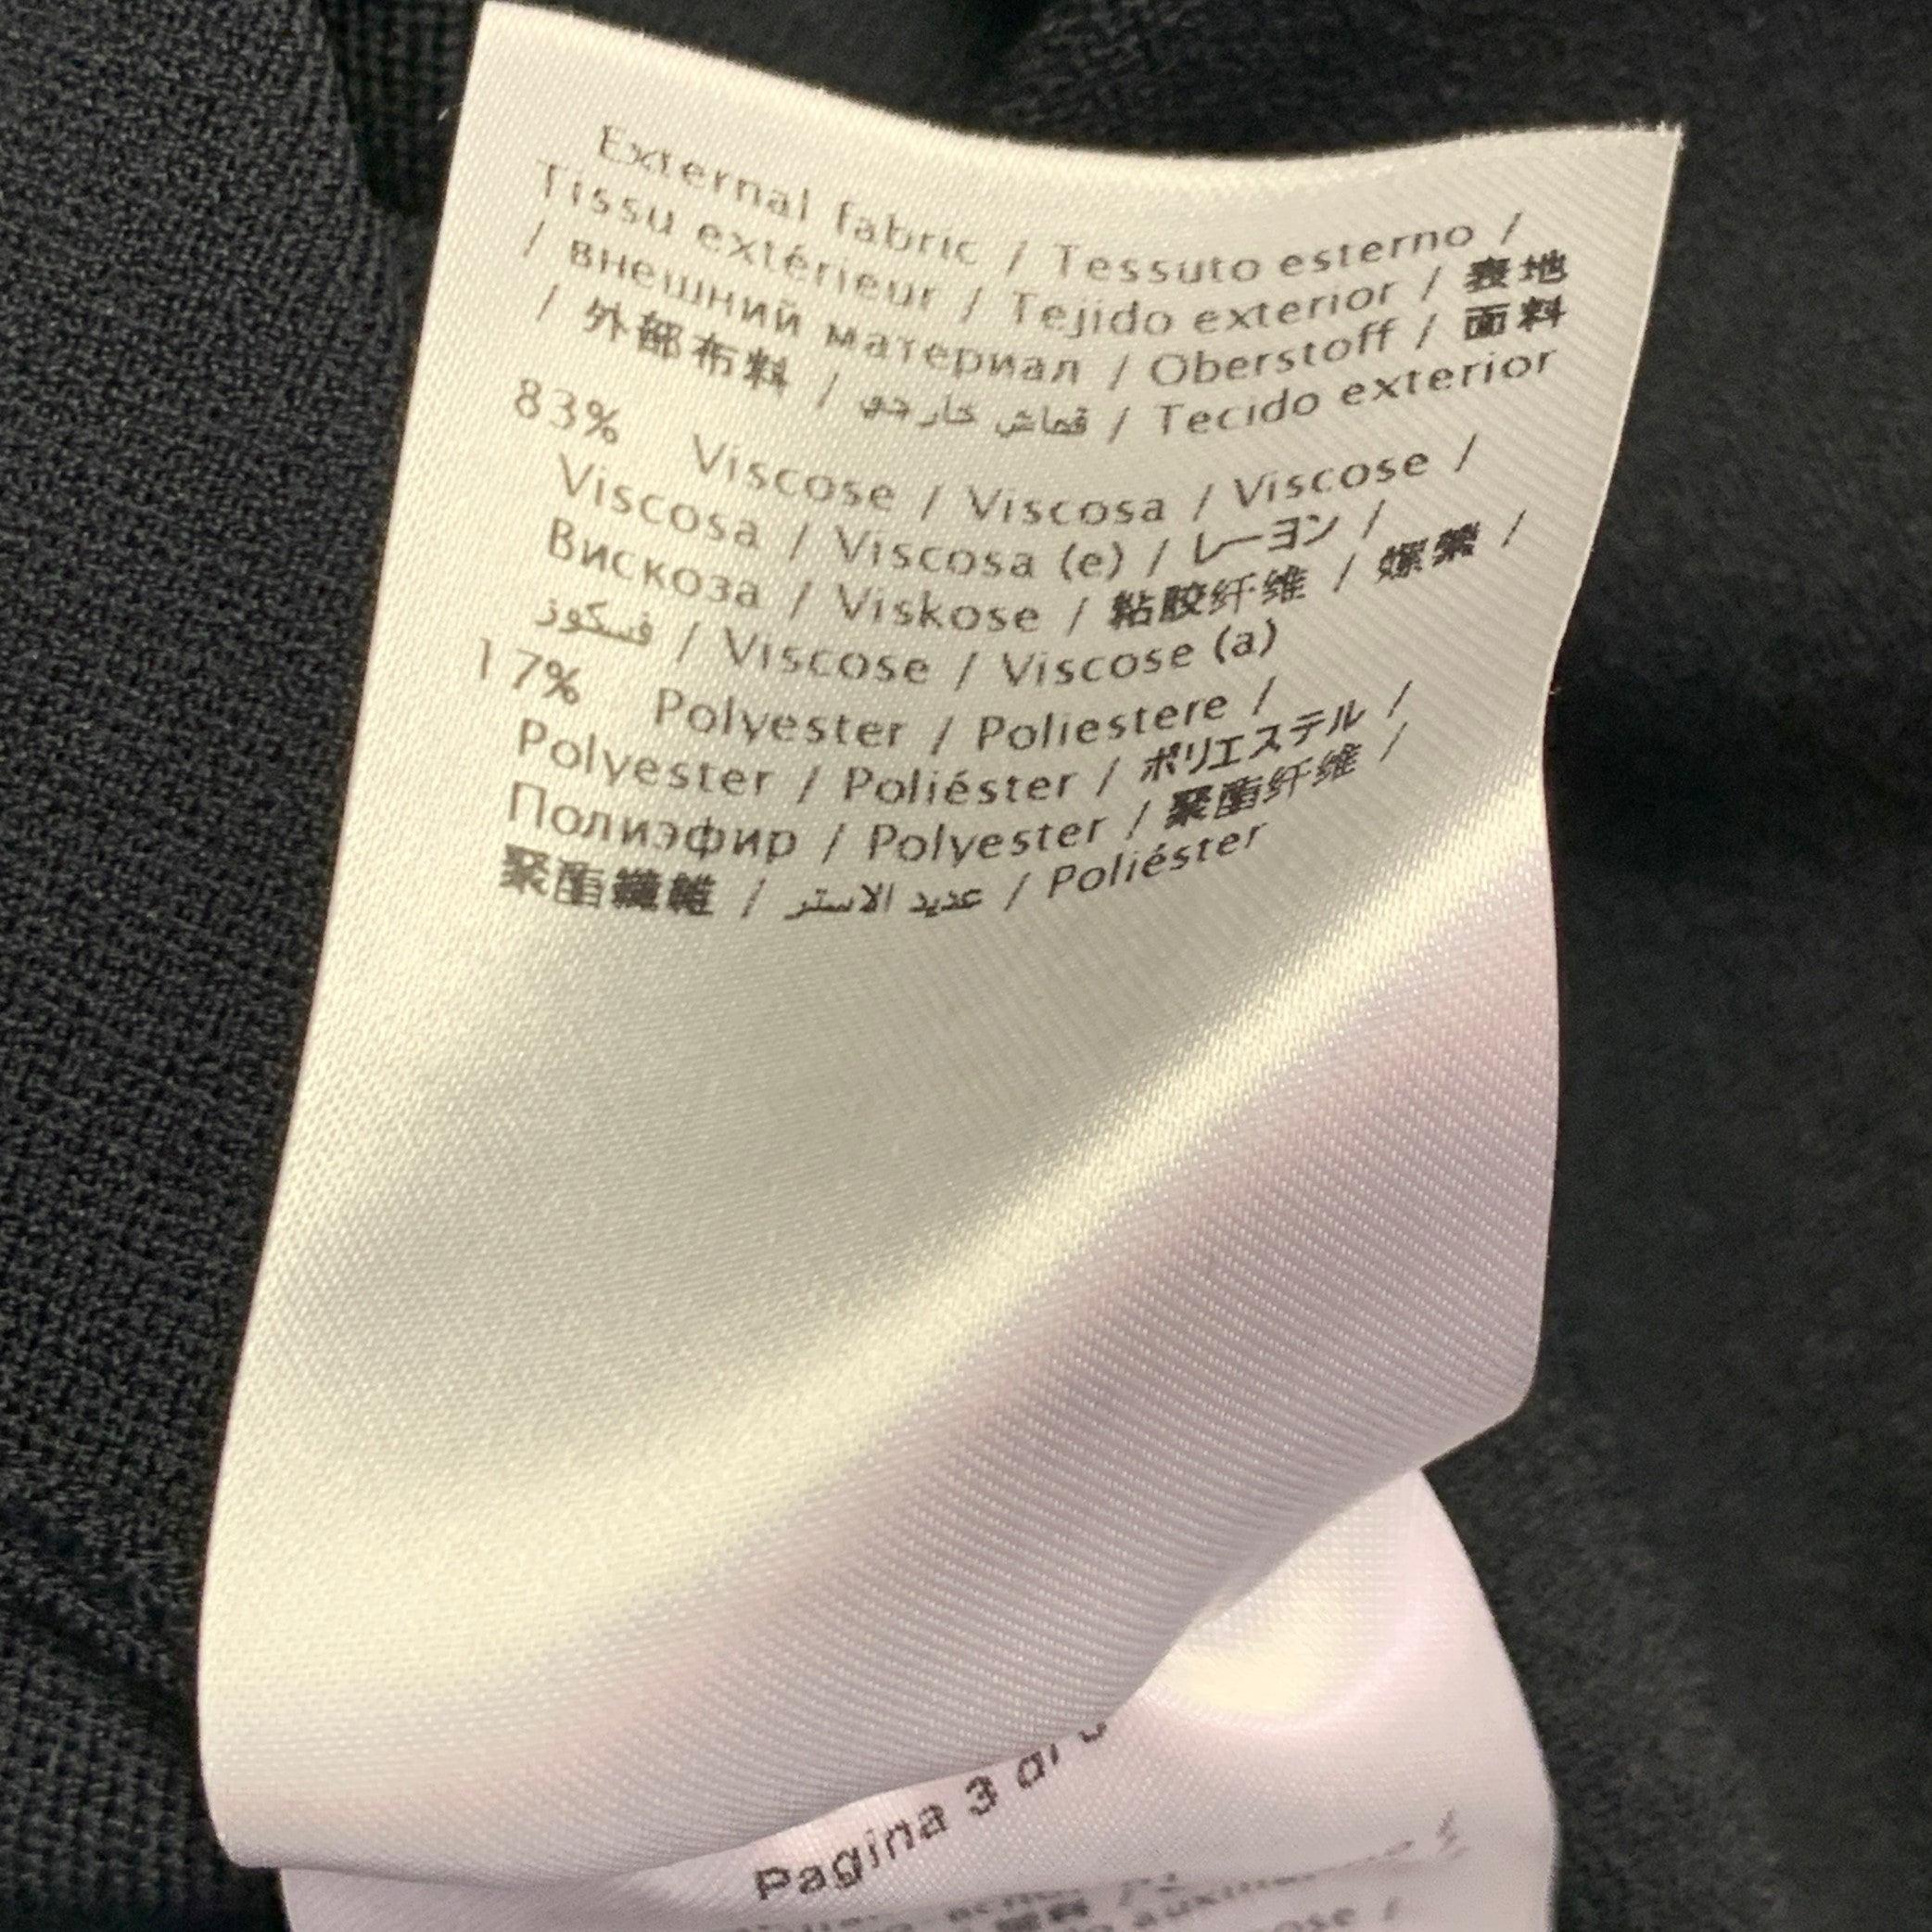 External fabric / Tessuto esterno /
Tissu extérieur / Tejido exterior / 表地
/ внешний материал / Oberstoff / 面料
/ 外部布料 / قماش خارجي / Tecido exterior
83% Viscose / Viscosa / Viscose /
Viscosa / Viscosa (e) / レーヨン /
Вискоза / Viskose / 粘胶纤维 / 嫘縈 /
فسكوز / Viscose / Viscose (a)
17% Polyester / Poliestere /
Polyester / Poliéster / ポリエステル /
Полиэфир / Polyester / 聚酯纤维 /
聚酯纖維 / عديد الاستر / Poliéster
Pagina 3 di